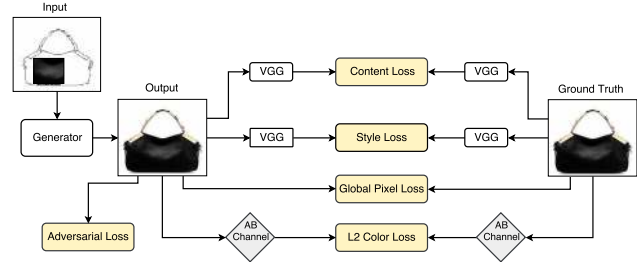 Input
VGG
Content Loss
VGG
Output
Ground Truth
Generator
VGG
Style Loss
VGG
Global Pixel Loss
Adversarial Loss
AB
Channel
L2 Color Loss
AB
Channel